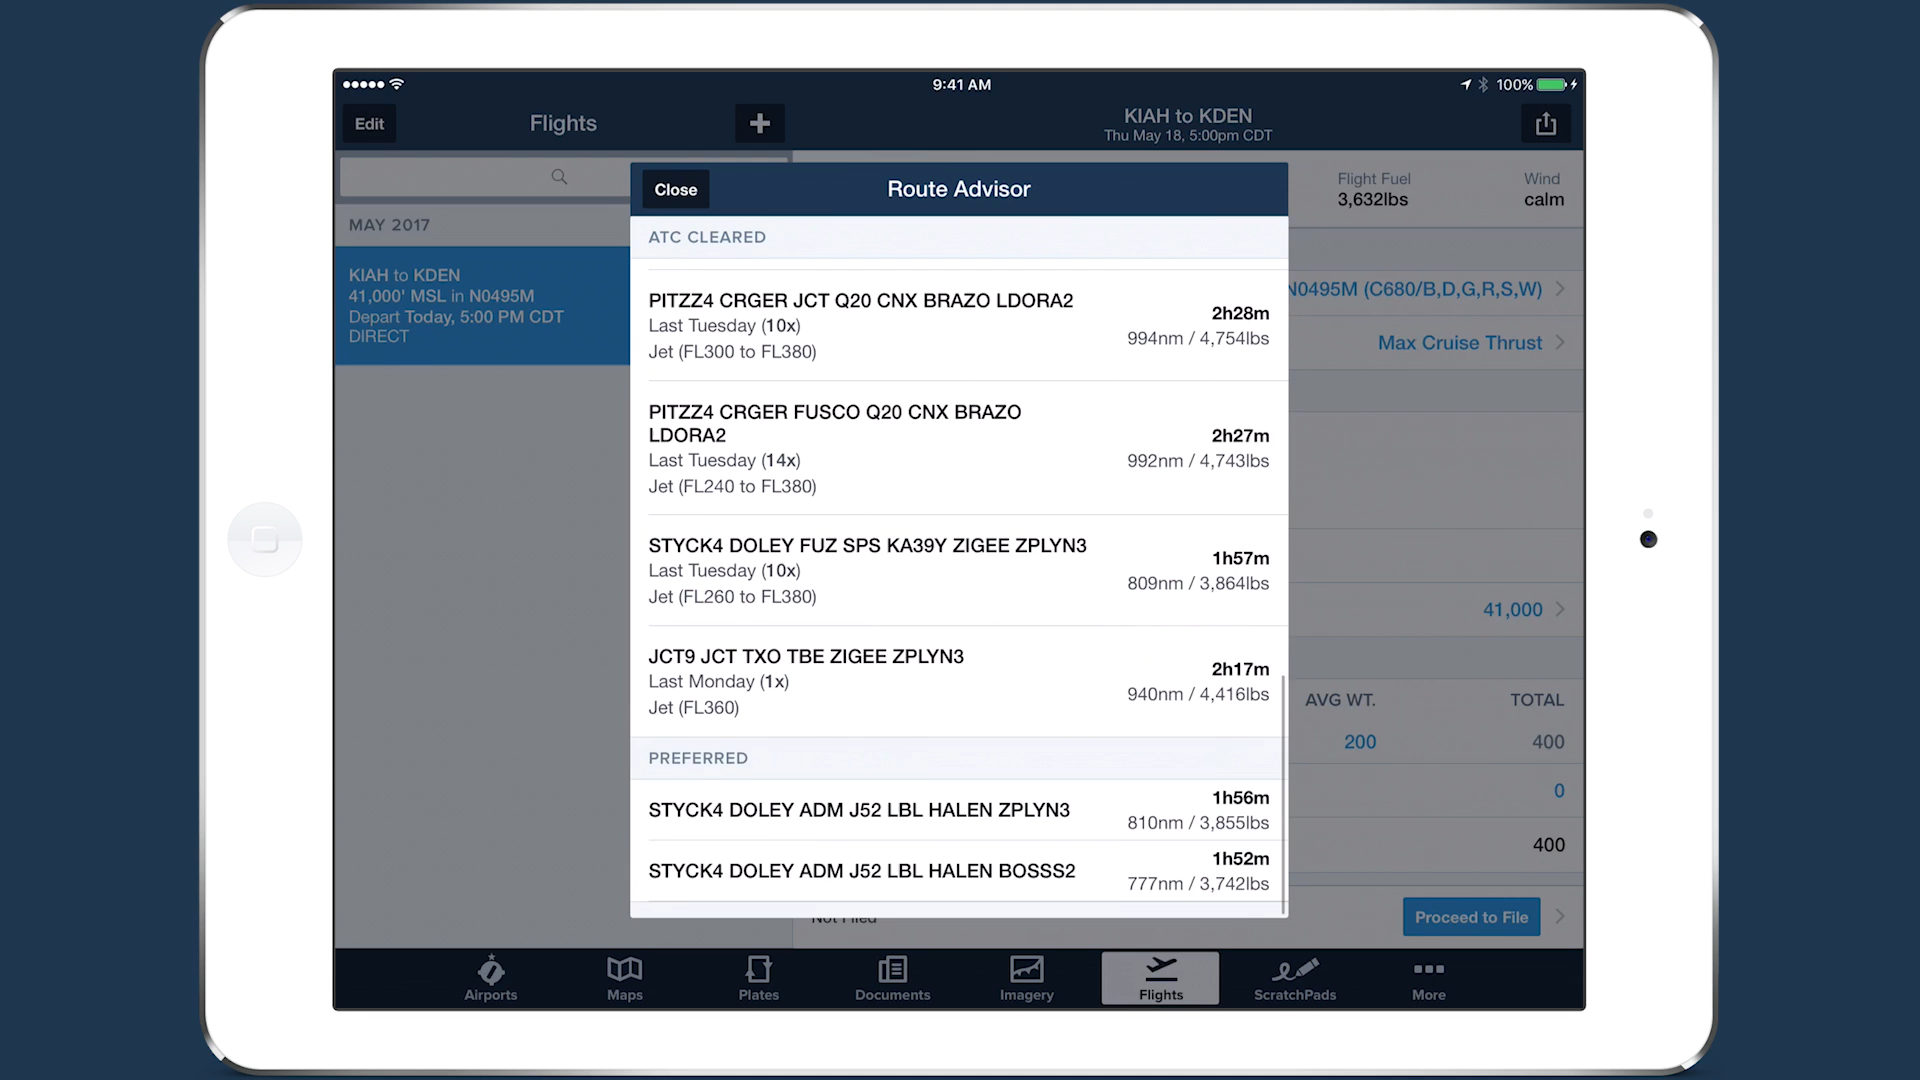 9:41 AM
100%
Edit
Flights
KIAH to KDEN
Thu May 18, 5:00pm CDT
Flight Fuel
3,632lbs
Wind
calm
MAY 2017
KIAH to KDEN
41,000' MSL in N0495M
Depart Today, 5:00 PM CDT
DIRECT
Close
Route Advisor
ATC CLEARED
PITZZ4 CRGER JCT Q20 CNX BRAZO LDORA2
Last Tuesday (10x)
Jet (FL300 to FL380)
2h28m
994nm / 4,754lbs
PITZZ4 CRGER FUSCO Q20 CNX BRAZO
LDORA2
Last Tuesday (14x)
Jet (FL240 to FL380)
2h27m
992nm / 4,743lbs
STYCK4 DOLEY FUZ SPS KA39Y ZIGEE ZPLYN3
Last Tuesday (10x)
Jet (FL260 to FL380)
1h57m
809nm / 3,864lbs
JCT9 JCT TXO TBE ZIGEE ZPLYN3
Last Monday (1x)
Jet (FL360)
2h17m
940nm / 4,416lbs
PREFERRED
STYCK4 DOLEY ADM J52 LBL HALEN ZPLYN3
1h56m
810nm / 3,855lbs
STYCK4 DOLEY ADM J52 LBL HALEN BOSSS2
1h52m
777nm / 3,742lbs
N0495M (C680/B,D,G,R,S,W)
Max Cruise Thrust
41,000
AVG WT.
TOTAL
200
400
0
400
Not Filed
Proceed to File
Airports
Maps
Plates
Documents
Imagery
Flights
ScratchPads
More